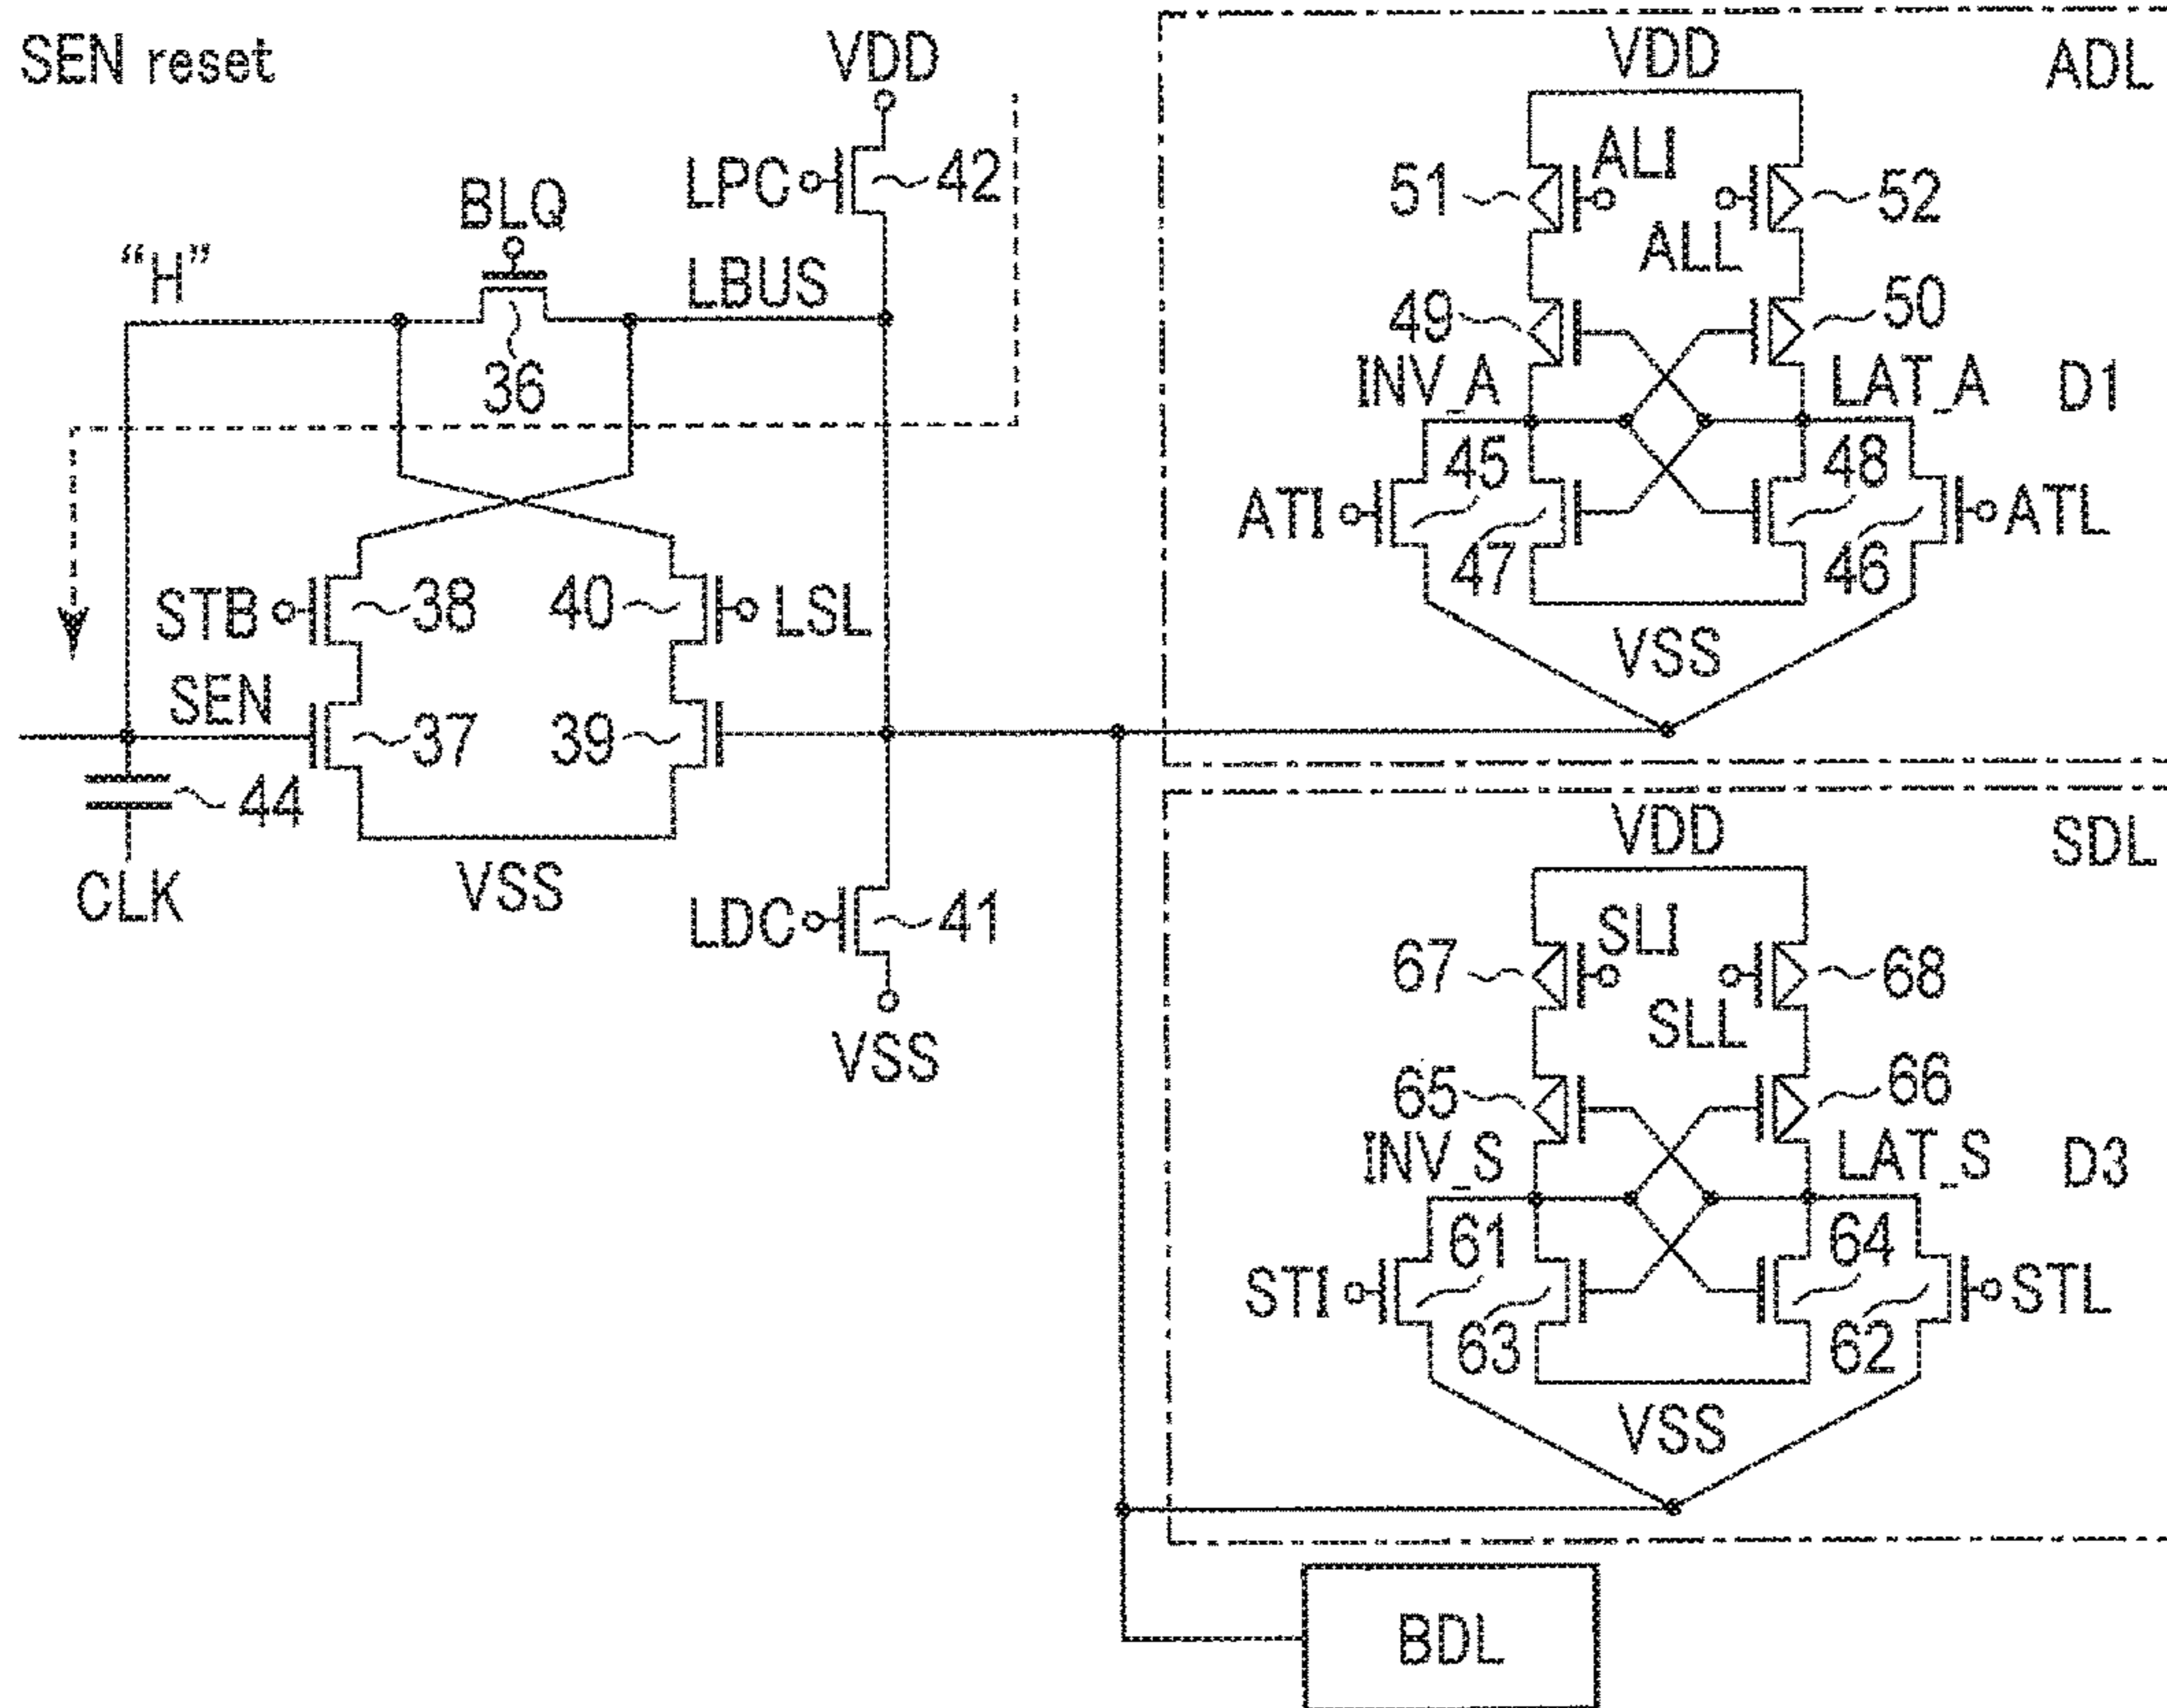 SEN reset
VDD
LPC
42
BLQ
"H"
LBUS
36
STB
38
40
LSL
SEN
37
39
44
CLK
VSS
LDC
41
VSS
VDD
ADL
51
ALI
52
ALL
49
50
INV_A
LAT_A
D1
45
48
ATI
ATL
47
46
VSS
VDD
SDL
67
SLI
68
SLL
65
66
INV_S
LAT_S
D3
61
64
STI
STL
63
62
VSS
BDL